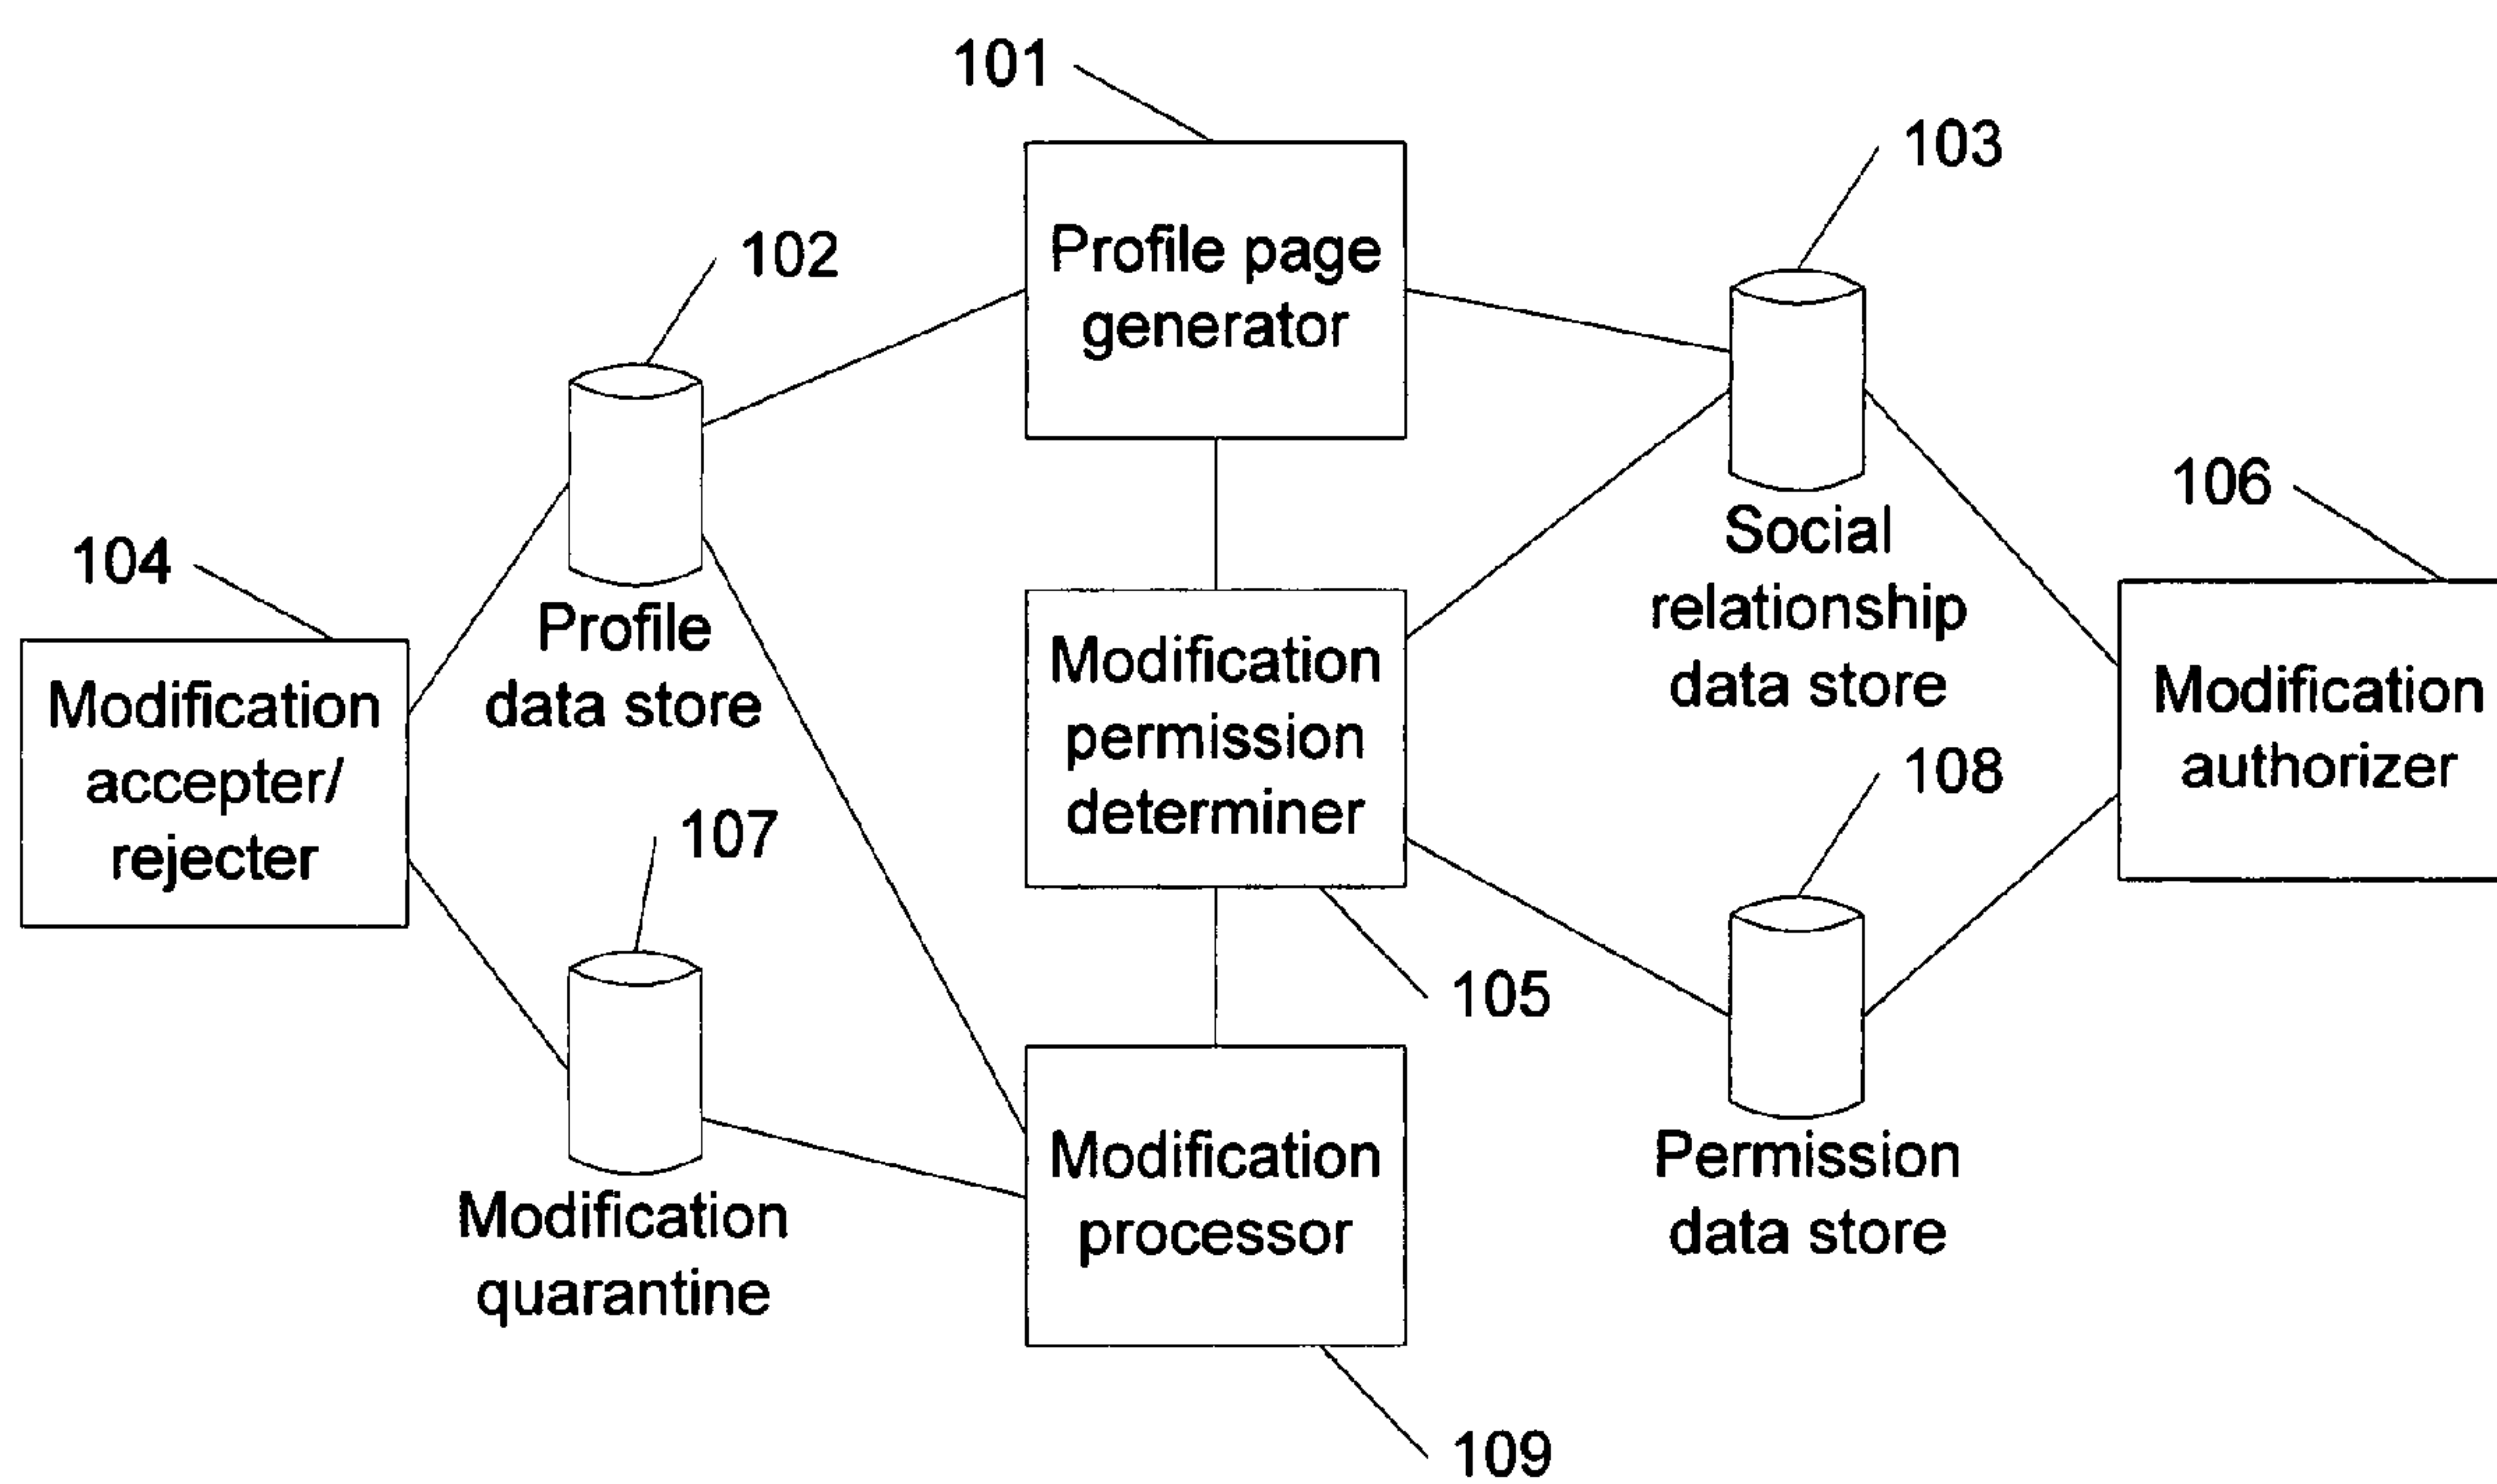 101
103
Profile page
generator
102
106
Social
relationship
data store
104
Profile
data store
Modification
accepter/
rejecter
Modification
permission
determiner
Modification
authorizer
108
107
105
Modification
quarantine
Modification
processor
Permission
data store
109